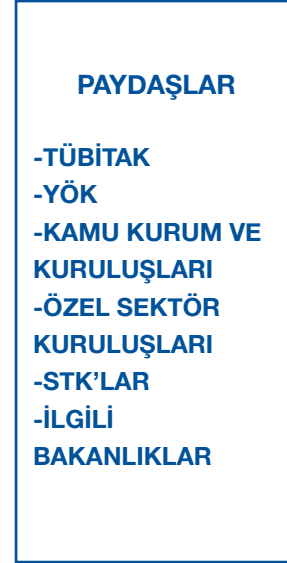 PAYDAŞLAR
-TÜBİTAK
-YÖK
-KAMU KURUM VE
KURULUŞLARI
-ÖZEL SEKTÖR
KURULUŞLARI
-STK’LAR
-İLGİLİ
BAKANLIKLAR